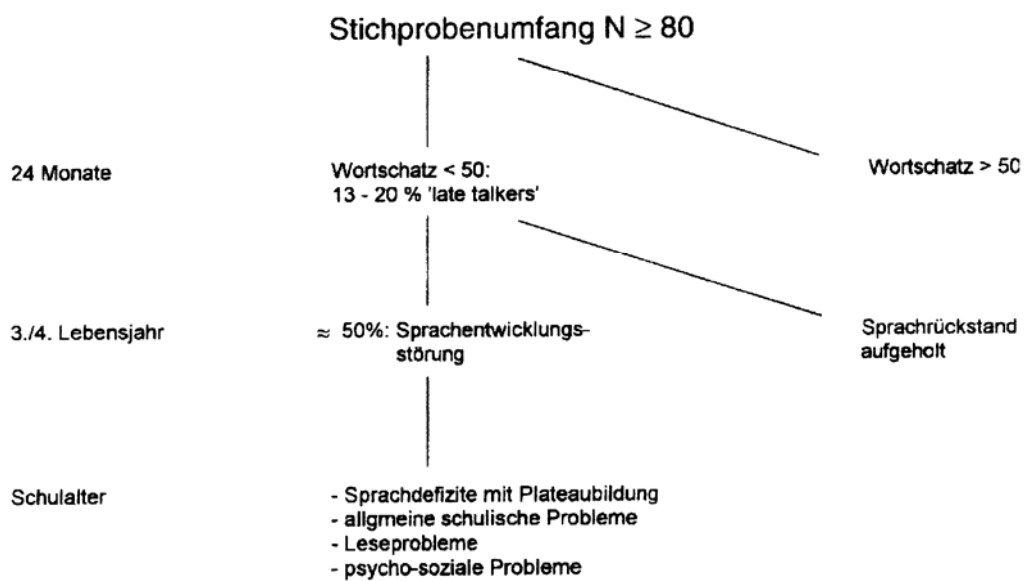 Stichprobenumfang N ≥ 80
24 Monate
Wortschatz < 50:
13 - 20 % 'late talkers'
Wortschatz > 50
3./4. Lebensjahr
≈ 50%: Sprachentwicklungs-
störung
Sprachrückstand
aufgeholt
Schulalter
- Sprachdefizite mit Plateaubildung
- allgmeine schulische Probleme
- Leseprobleme
- psycho-soziale Probleme